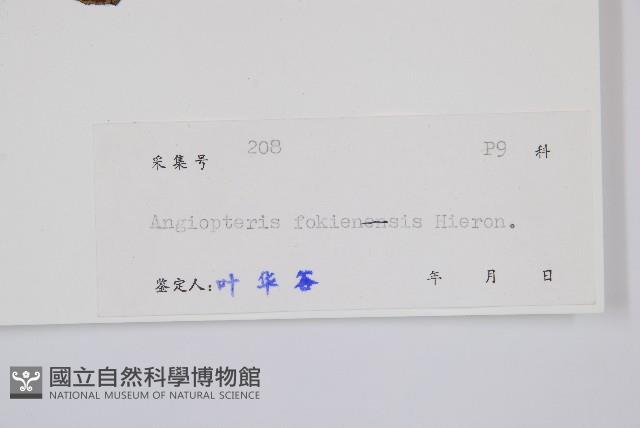 采集号 208 P9 科
Angiopteris fokienensis Hieron.
鉴定人：叶华谷 年 月 日
國立自然科學博物館
NATIONAL MUSEUM OF NATURAL SCIENCE